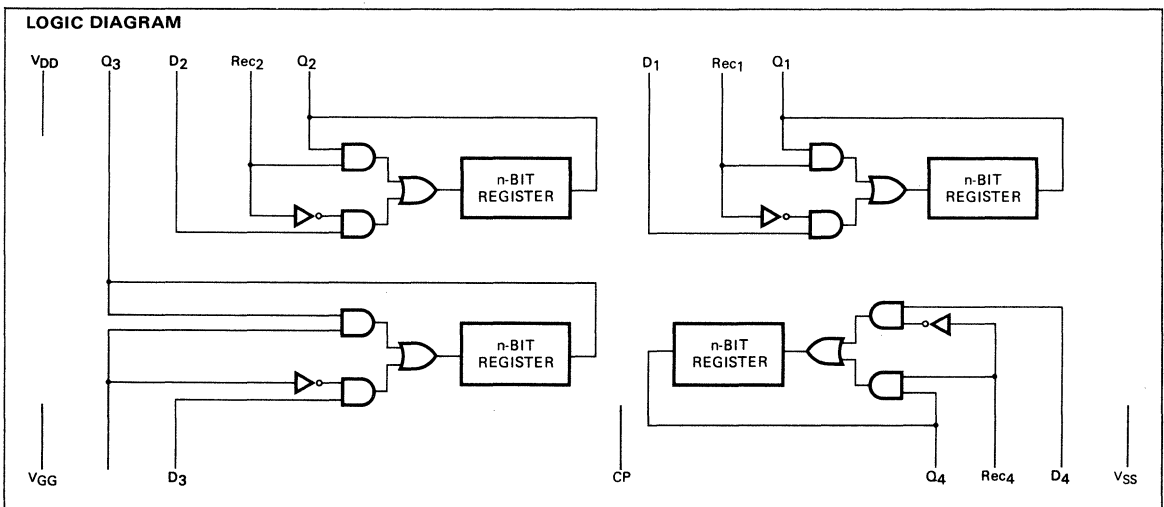 LOGIC DIAGRAM
VDD Q3 D2 Rec2 Q2 D1 Rec1 Q1
n-BIT REGISTER
n-BIT REGISTER
n-BIT REGISTER
n-BIT REGISTER
VGG D3 CP Q4 Rec4 D4 VSS